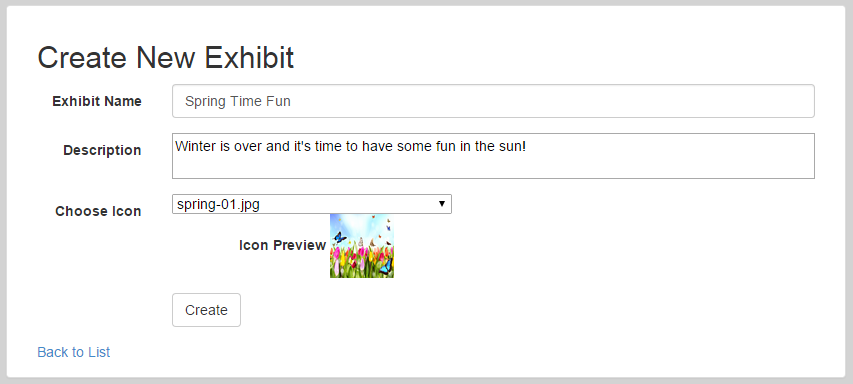 Create New Exhibit
Exhibit Name Spring Time Fun
Description Winter is over and it's time to have some fun in the sun!
Choose Icon spring-01.jpg
Icon Preview
Create
Back to List